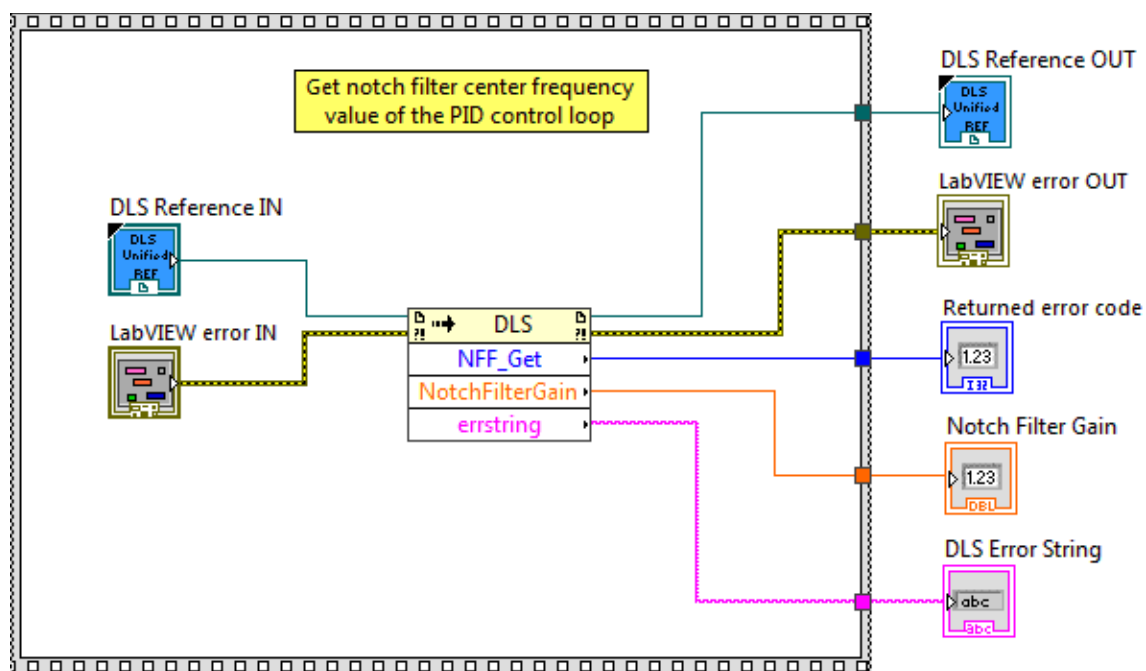 DLS Reference OUT
DLS
Unified
REF
Get notch filter center frequency
value of the PID control loop
LabVIEW error OUT
DLS Reference IN
DLS
Unified
REF
LabVIEW error IN
?!
DLS
?!
NFF_Get
NotchFilterGain
errstring
Returned error code
1.23
I32
Notch Filter Gain
1.23
DBL
DLS Error String
abc
abc